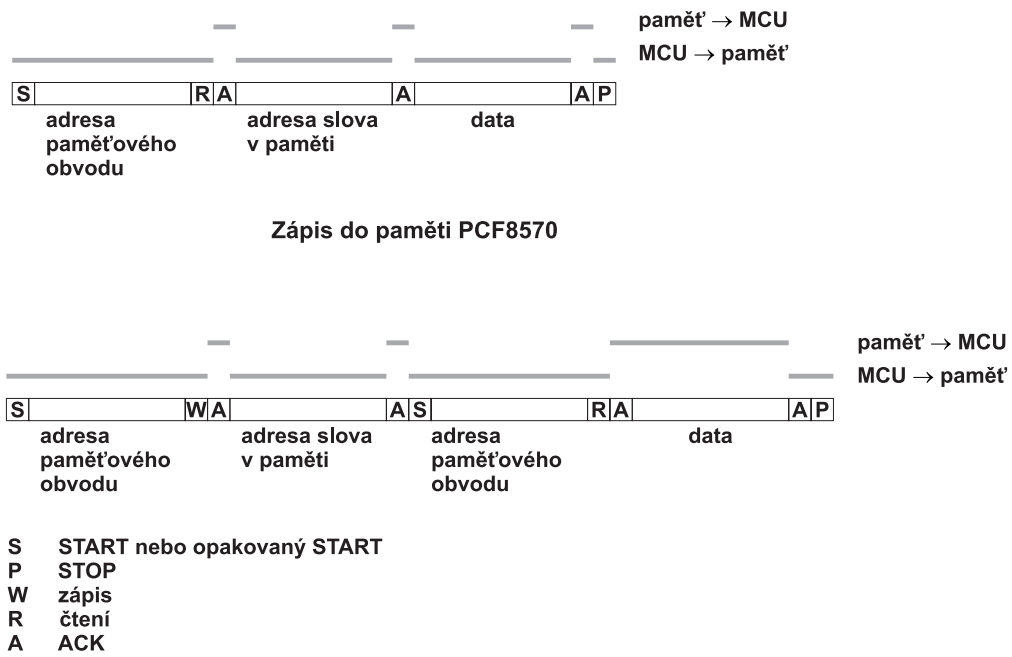 paměť → MCU
MCU → paměť
S R A A A P
adresa paměťového obvodu
adresa slova v paměti
data
Zápis do paměti PCF8570
paměť → MCU
MCU → paměť
S W A A S R A A P
adresa paměťového obvodu
adresa slova v paměti
adresa paměťového obvodu
data
S START nebo opakovaný START
P STOP
W zápis
R čtení
A ACK